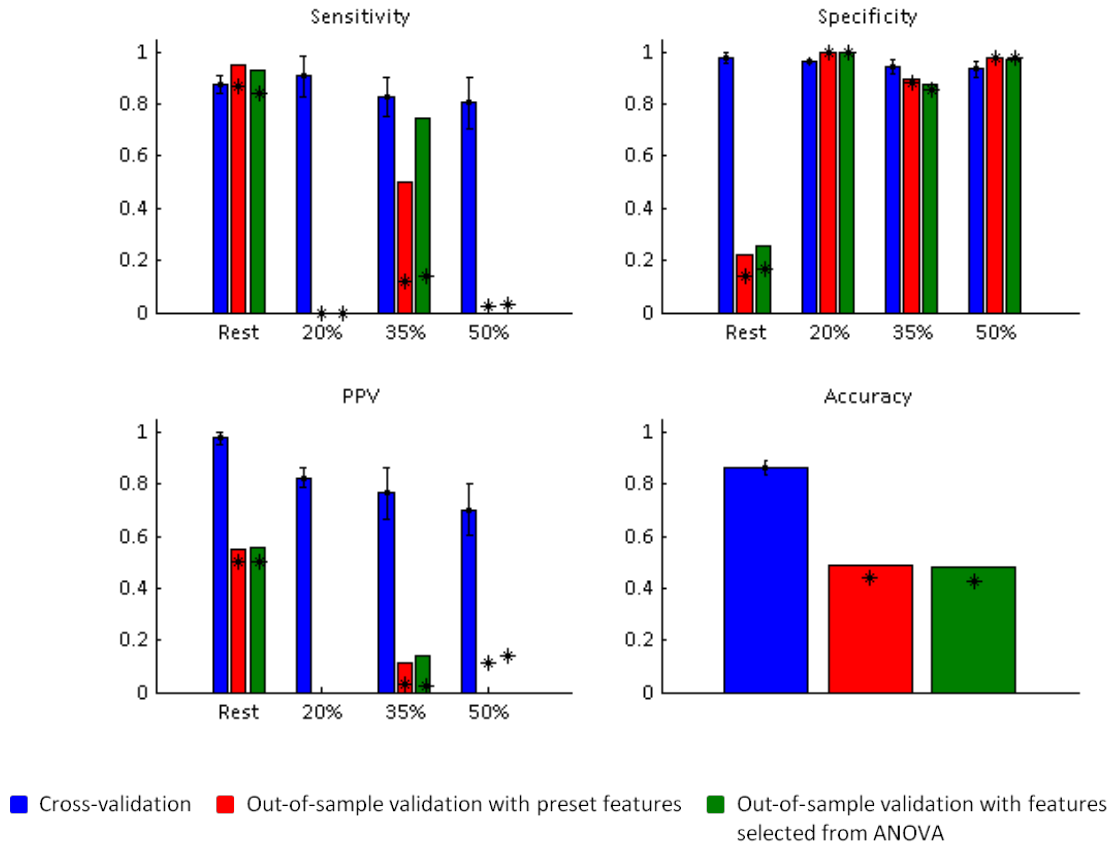 Sensitivity
1
0.8
0.6
0.4
0.2
0
Rest 20% 35% 50%
Specificity
1
0.8
0.6
0.4
0.2
0
Rest 20% 35% 50%
PPV
1
0.8
0.6
0.4
0.2
0
Rest 20% 35% 50%
Accuracy
1
0.8
0.6
0.4
0.2
0
Cross-validation
Out-of-sample validation with preset features
Out-of-sample validation with features
selected from ANOVA